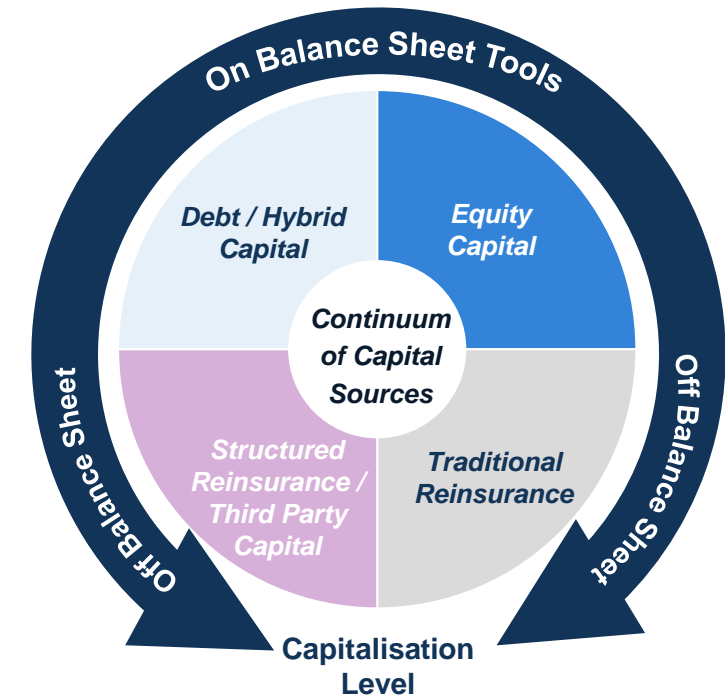 On Balance Sheet Tools
Debt / Hybrid
Capital
Equity
Capital
Continuum
of Capital
Sources
Off Balance Sheet
Off Balance Sheet
Structured
Reinsurance /
Third Party
Capital
Traditional
Reinsurance
Capitalisation
Level